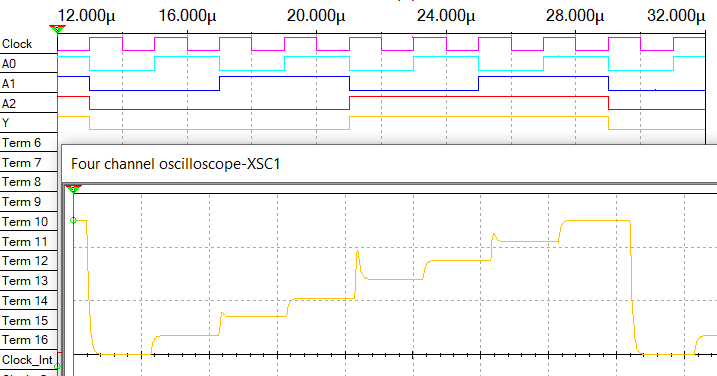 12.000µ 16.000µ 20.000µ 24.000µ 28.000µ 32.000µ
Clock
A0
A1
A2
Y
Term 6
Term 7
Four channel oscilloscope-XSC1
Term 8
Term 9
Term 10
Term 11
Term 12
Term 13
Term 14
Term 15
Term 16
Clock_Int